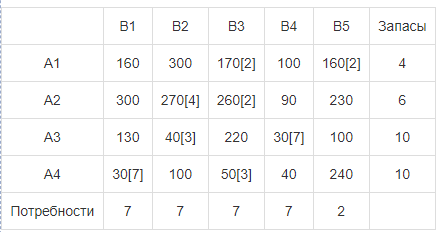 B1 B2 B3 B4 B5 Запасы
A1 160 300 170[2] 100 160[2] 4
A2 300 270[4] 260[2] 90 230 6
A3 130 40[3] 220 30[7] 100 10
A4 30[7] 100 50[3] 40 240 10
Потребности 7 7 7 7 2